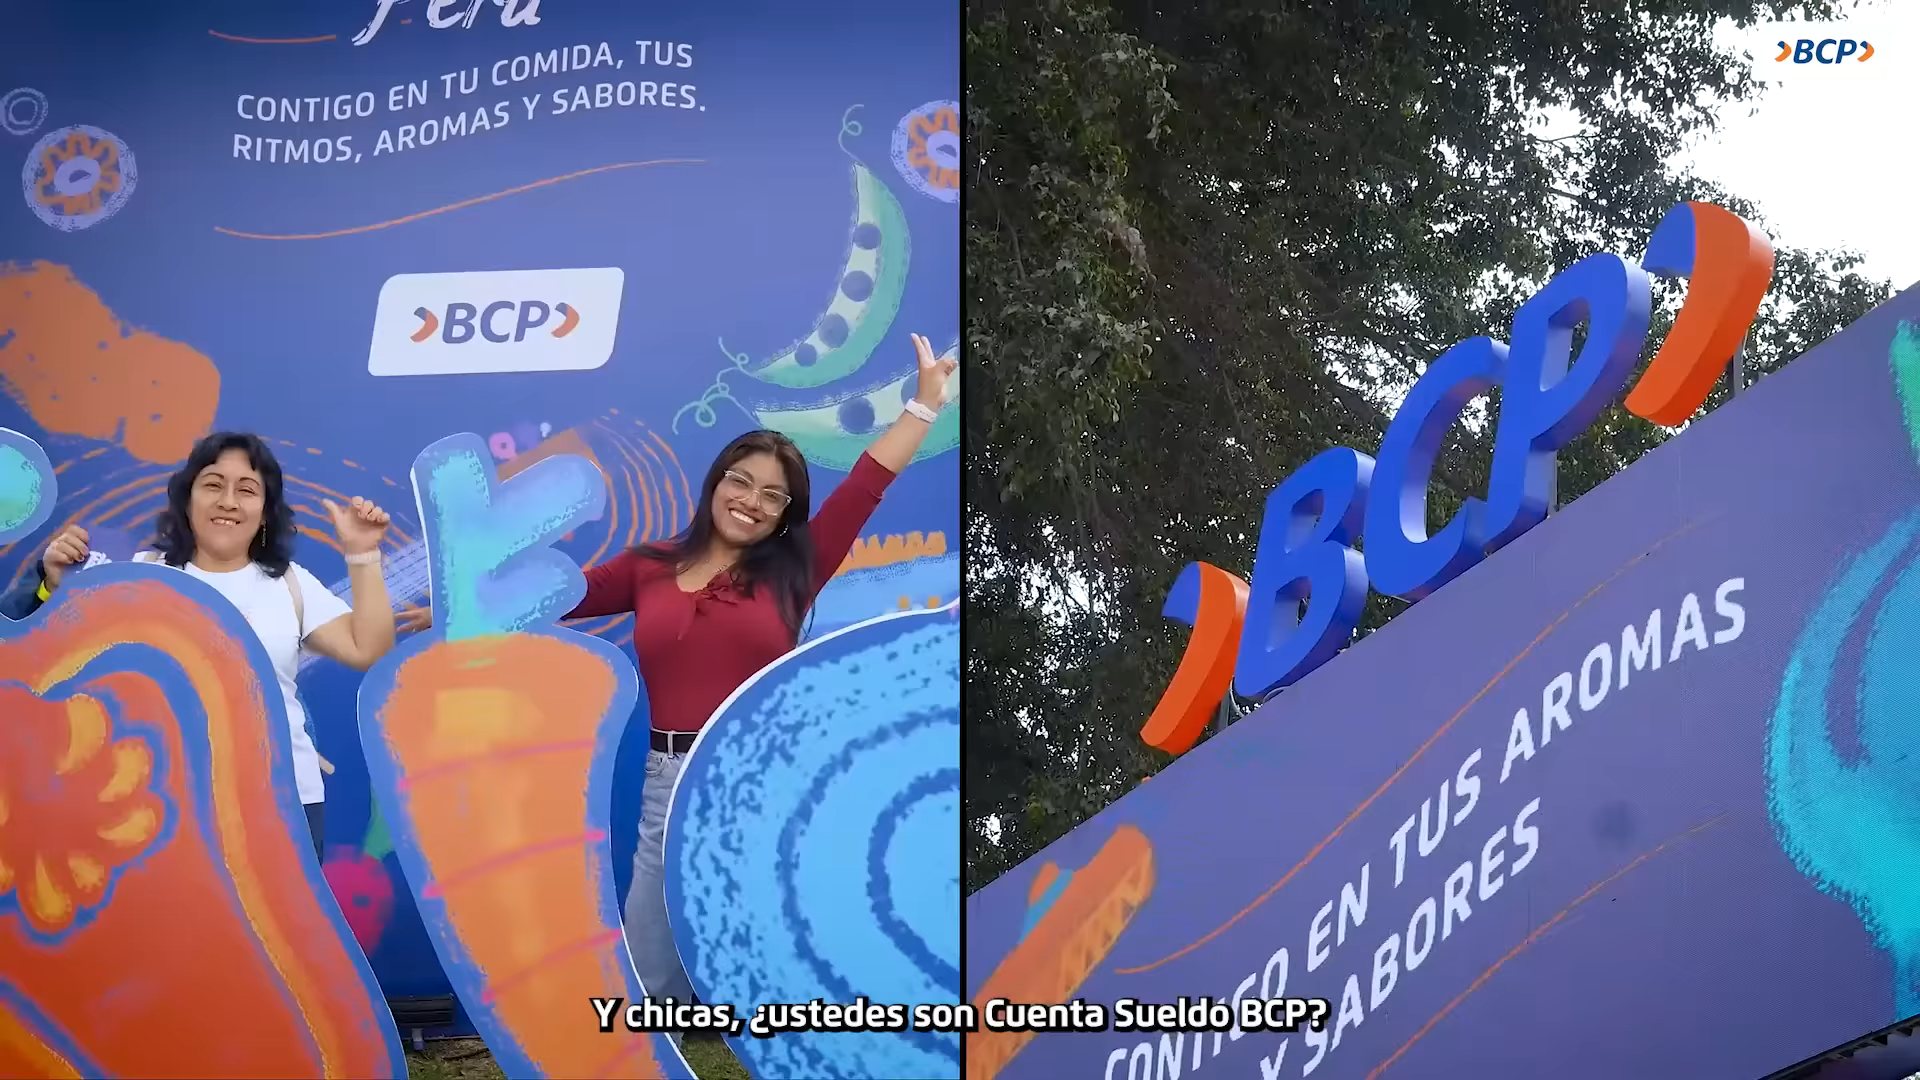 Perú
CONTIGO EN TU COMIDA, TUS
RITMOS, AROMAS Y SABORES.
BCP
BCP
BCP
CONTIGO EN TUS AROMAS
Y SABORES
Y chicas, ¿ustedes son Cuenta Sueldo BCP?